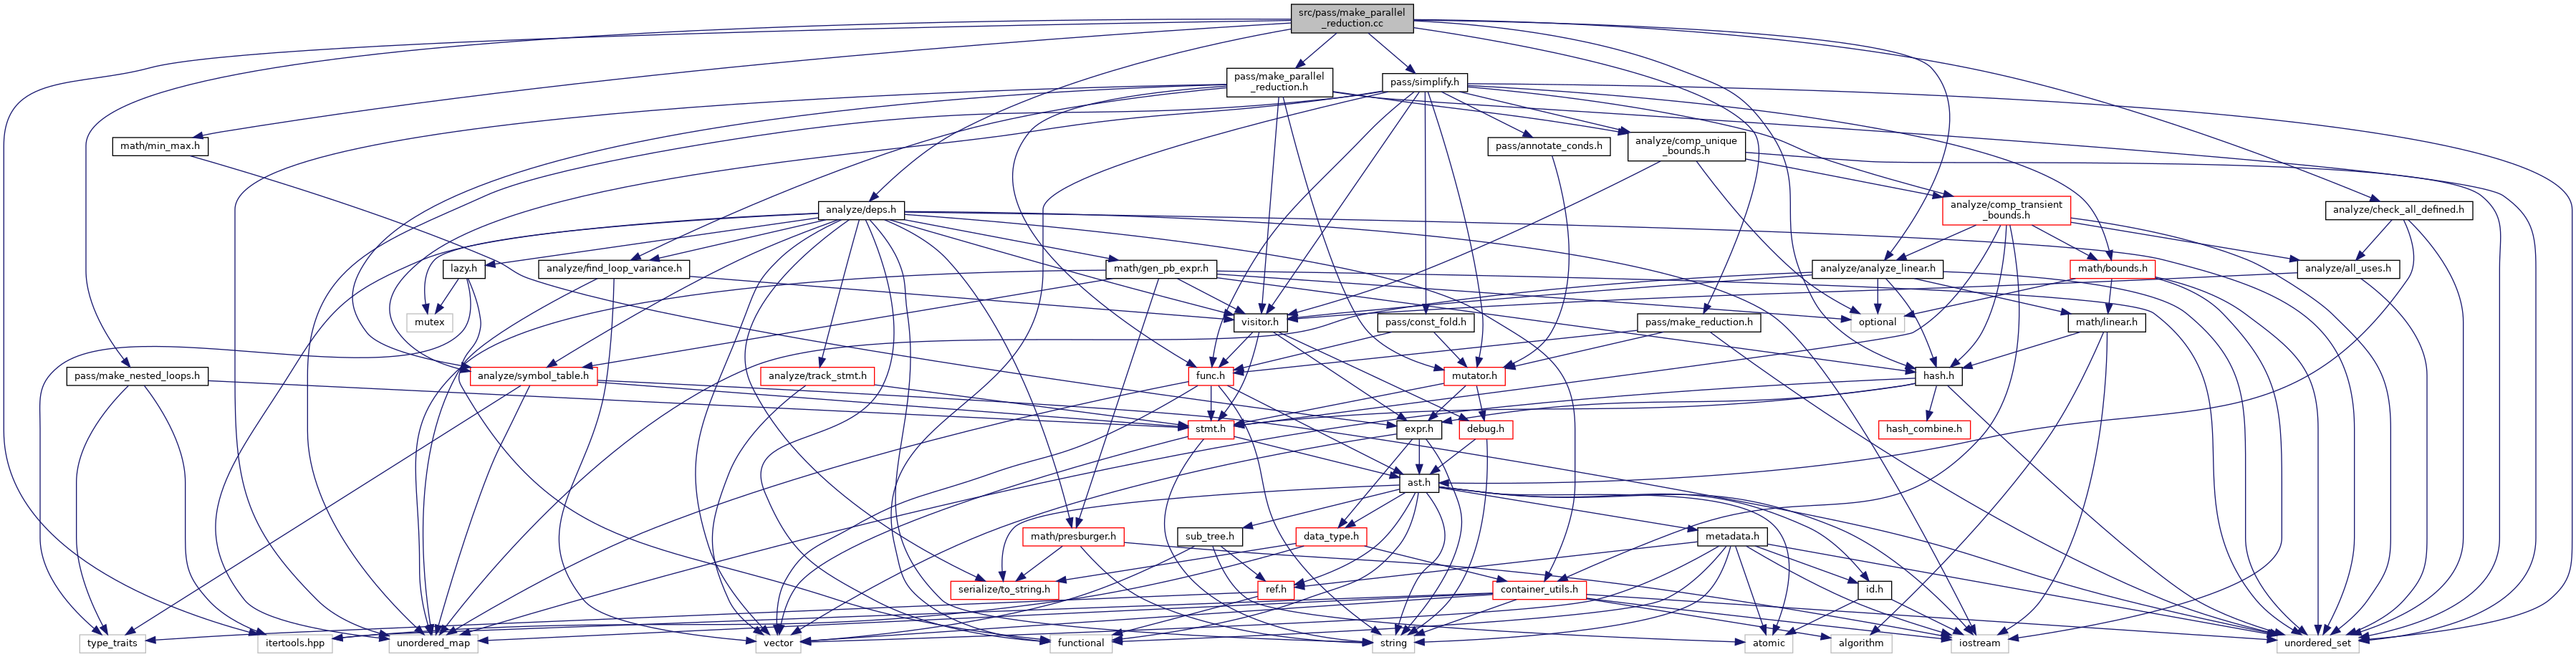 src/pass/make_parallel
_reduction.cc
pass/make_parallel
_reduction.h
pass/simplify.h
math/min_max.h
pass/annotate_conds.h
analyze/comp_unique
_bounds.h
analyze/deps.h
analyze/comp_transient
_bounds.h
analyze/check_all_defined.h
lazy.h
analyze/find_loop_variance.h
math/gen_pb_expr.h
analyze/analyze_linear.h
math/bounds.h
analyze/all_uses.h
mutex
visitor.h
pass/const_fold.h
pass/make_reduction.h
optional
math/linear.h
pass/make_nested_loops.h
analyze/symbol_table.h
analyze/track_stmt.h
func.h
mutator.h
hash.h
stmt.h
expr.h
debug.h
hash_combine.h
ast.h
math/presburger.h
sub_tree.h
data_type.h
metadata.h
serialize/to_string.h
ref.h
container_utils.h
id.h
type_traits
itertools.hpp
unordered_map
vector
functional
string
atomic
algorithm
iostream
unordered_set